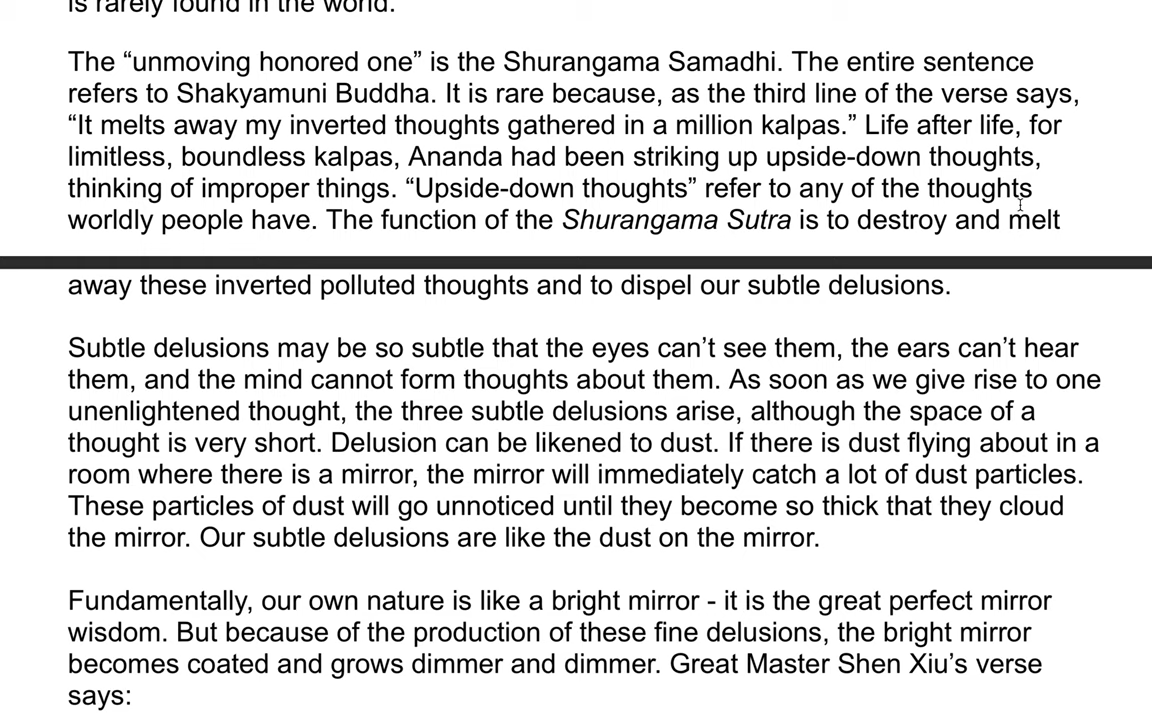 is rarely found in the world.
The “unmoving honored one” is the Shurangama Samadhi. The entire sentence
refers to Shakyamuni Buddha. It is rare because, as the third line of the verse says,
“It melts away my inverted thoughts gathered in a million kalpas.” Life after life, for
limitless, boundless kalpas, Ananda had been striking up upside-down thoughts,
thinking of improper things. “Upside-down thoughts” refer to any of the thoughts
worldly people have. The function of the Shurangama Sutra is to destroy and melt
away these inverted polluted thoughts and to dispel our subtle delusions.
Subtle delusions may be so subtle that the eyes can’t see them, the ears can’t hear
them, and the mind cannot form thoughts about them. As soon as we give rise to one
unenlightened thought, the three subtle delusions arise, although the space of a
thought is very short. Delusion can be likened to dust. If there is dust flying about in a
room where there is a mirror, the mirror will immediately catch a lot of dust particles.
These particles of dust will go unnoticed until they become so thick that they cloud
the mirror. Our subtle delusions are like the dust on the mirror.
Fundamentally, our own nature is like a bright mirror - it is the great perfect mirror
wisdom. But because of the production of these fine delusions, the bright mirror
becomes coated and grows dimmer and dimmer. Great Master Shen Xiu’s verse
says: